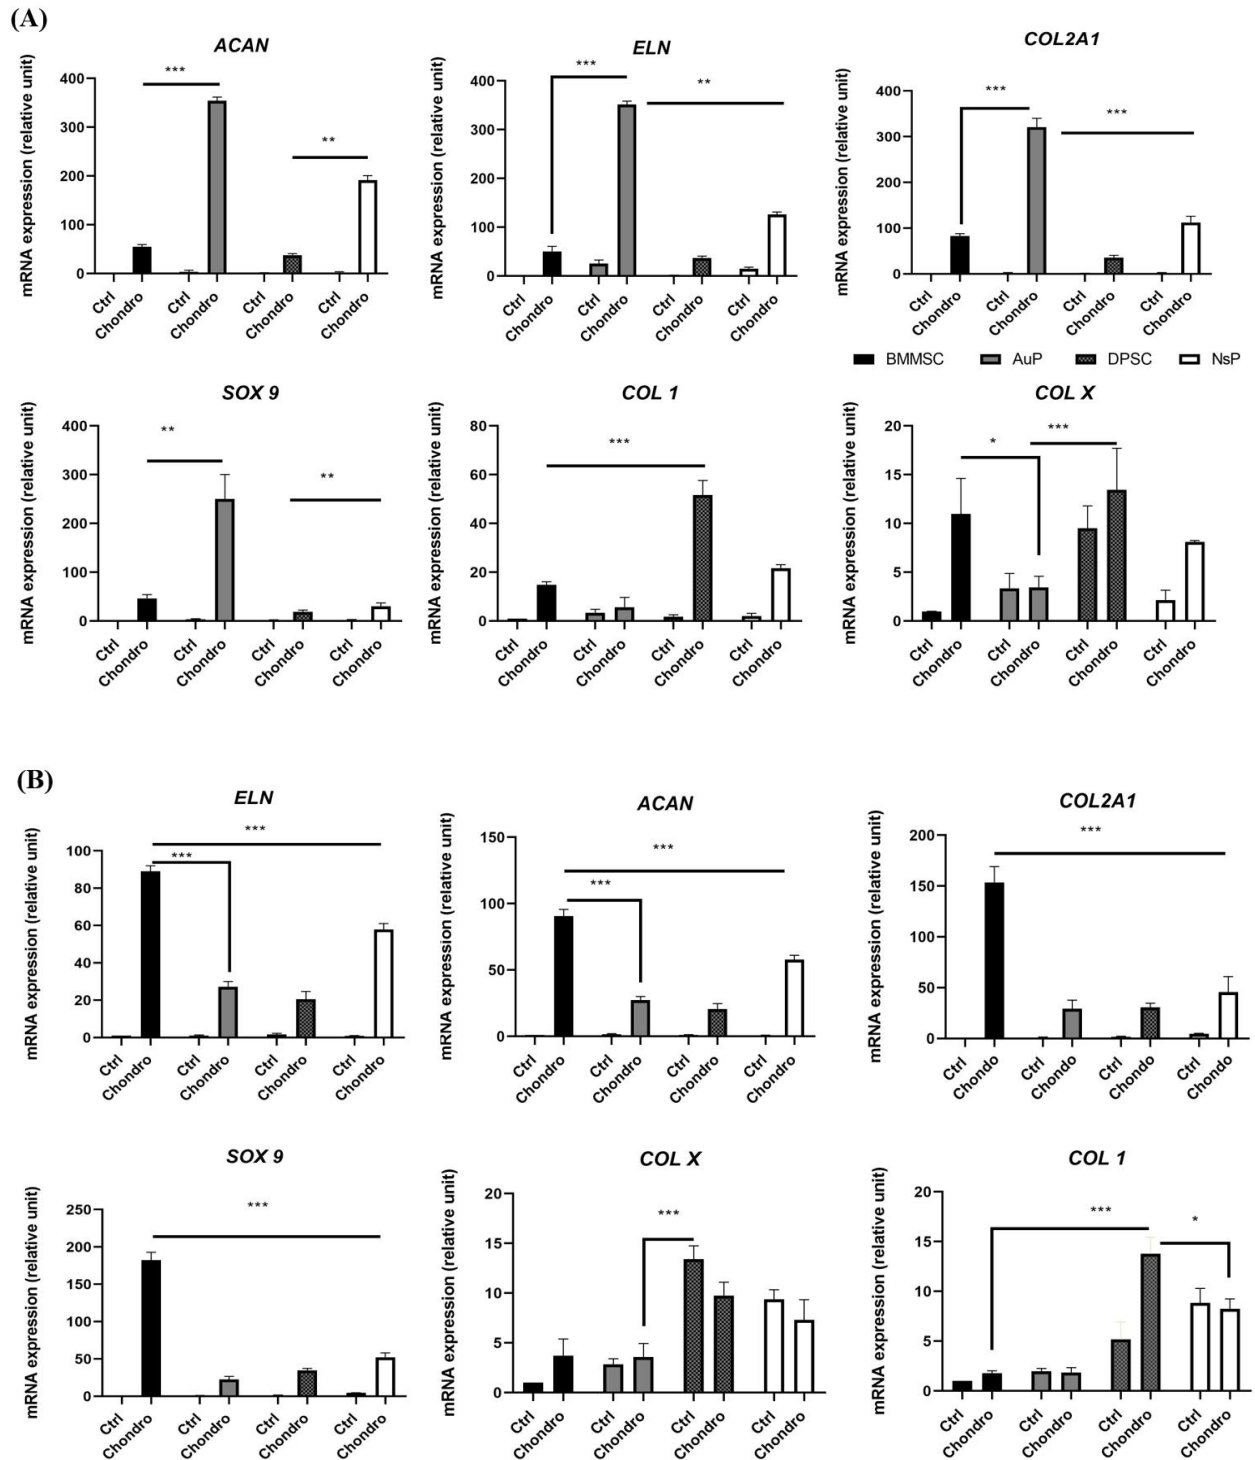 (A)
ACAN
mRNA expression (relative unit)
400
300
200
100
0
***
**
Ctrl
Chondro
Ctrl
Chondro
Ctrl
Chondro
Ctrl
Chondro
ELN
mRNA expression (relative unit)
400
300
200
100
0
***
**
Ctrl
Chondro
Ctrl
Chondro
Ctrl
Chondro
Ctrl
Chondro
COL2A1
mRNA expression (relative unit)
400
300
200
100
0
***
***
Ctrl
Chondro
Ctrl
Chondro
Ctrl
Chondro
Ctrl
Chondro
BMMSC AuP DPSC NsP
SOX 9
mRNA expression (relative unit)
400
300
200
100
0
**
**
Ctrl
Chondro
Ctrl
Chondro
Ctrl
Chondro
Ctrl
Chondro
COL 1
mRNA expression (relative unit)
80
60
40
20
0
***
Ctrl
Chondro
Ctrl
Chondro
Ctrl
Chondro
Ctrl
Chondro
COL X
mRNA expression (relative unit)
20
15
10
5
0
*
***
Ctrl
Chondro
Ctrl
Chondro
Ctrl
Chondro
Ctrl
Chondro
(B)
ELN
mRNA expression (relative unit)
100
80
60
40
20
0
***
***
Ctrl
Chondro
Ctrl
Chondro
Ctrl
Chondro
Ctrl
Chondro
ACAN
mRNA expression (relative unit)
150
100
50
0
***
***
Ctrl
Chondro
Ctrl
Chondro
Ctrl
Chondro
Ctrl
Chondro
COL2A1
mRNA expression (relative unit)
200
150
100
50
0
***
Ctrl
Chondo
Ctrl
Chondo
Ctrl
Chondo
Ctrl
Chondo
SOX 9
mRNA expression (relative unit)
250
200
150
100
50
0
***
Ctrl
Chondro
Ctrl
Chondro
Ctrl
Chondro
Ctrl
Chondro
COL X
mRNA expression (relative unit)
20
15
10
5
0
***
Ctrl
Chondro
Ctrl
Chondro
Ctrl
Chondro
Ctrl
Chondro
COL 1
mRNA expression (relative unit)
20
15
10
5
0
***
*
Ctrl
Chondro
Ctrl
Chondro
Ctrl
Chondro
Ctrl
Chondro